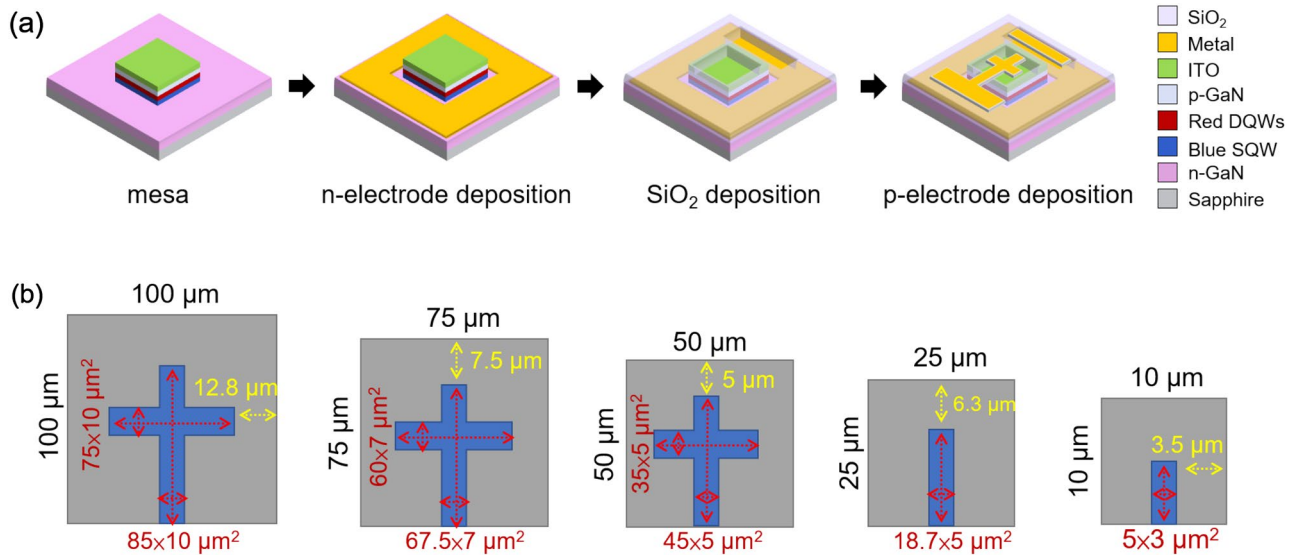 (a)
mesa
n-electrode deposition
SiO₂ deposition
p-electrode deposition
SiO₂
Metal
ITO
p-GaN
Red DQWs
Blue SQW
n-GaN
Sapphire
(b)
100 µm
100 µm
75×10 µm²
12.8 µm
85×10 µm²
75 µm
75 µm
7.5 µm
60×7 µm²
67.5×7 µm²
50 µm
50 µm
5 µm
35×5 µm²
45×5 µm²
25 µm
25 µm
6.3 µm
18.7×5 µm²
10 µm
10 µm
3.5 µm
5×3 µm²